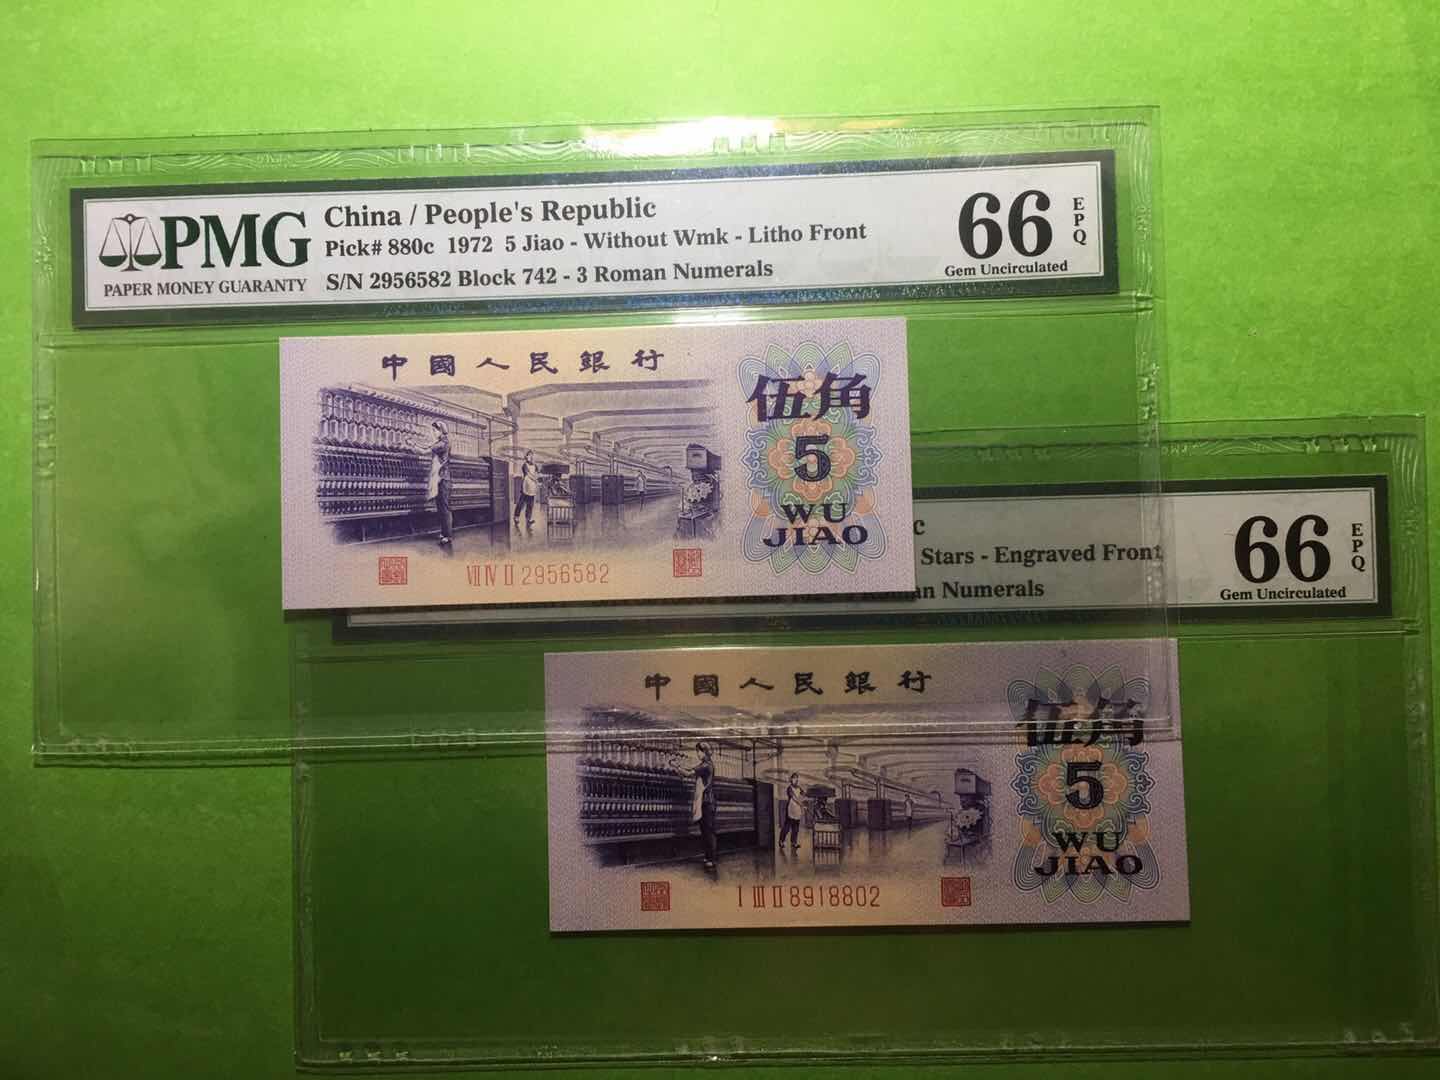 PMG
PAPER MONEY GUARANTY
China / People's Republic
Pick# 880c 1972 5 Jiao - Without Wmk - Litho Front
S/N 2956582 Block 742 - 3 Roman Numerals
66
EPQ
Gem Uncirculated
中國人民銀行
伍角
5
WU
JIAO
VII IV II 2956582
c
Stars - Engraved Front
Roman Numerals
66
EPQ
Gem Uncirculated
中國人民銀行
伍角
5
WU
JIAO
I III II 8918802